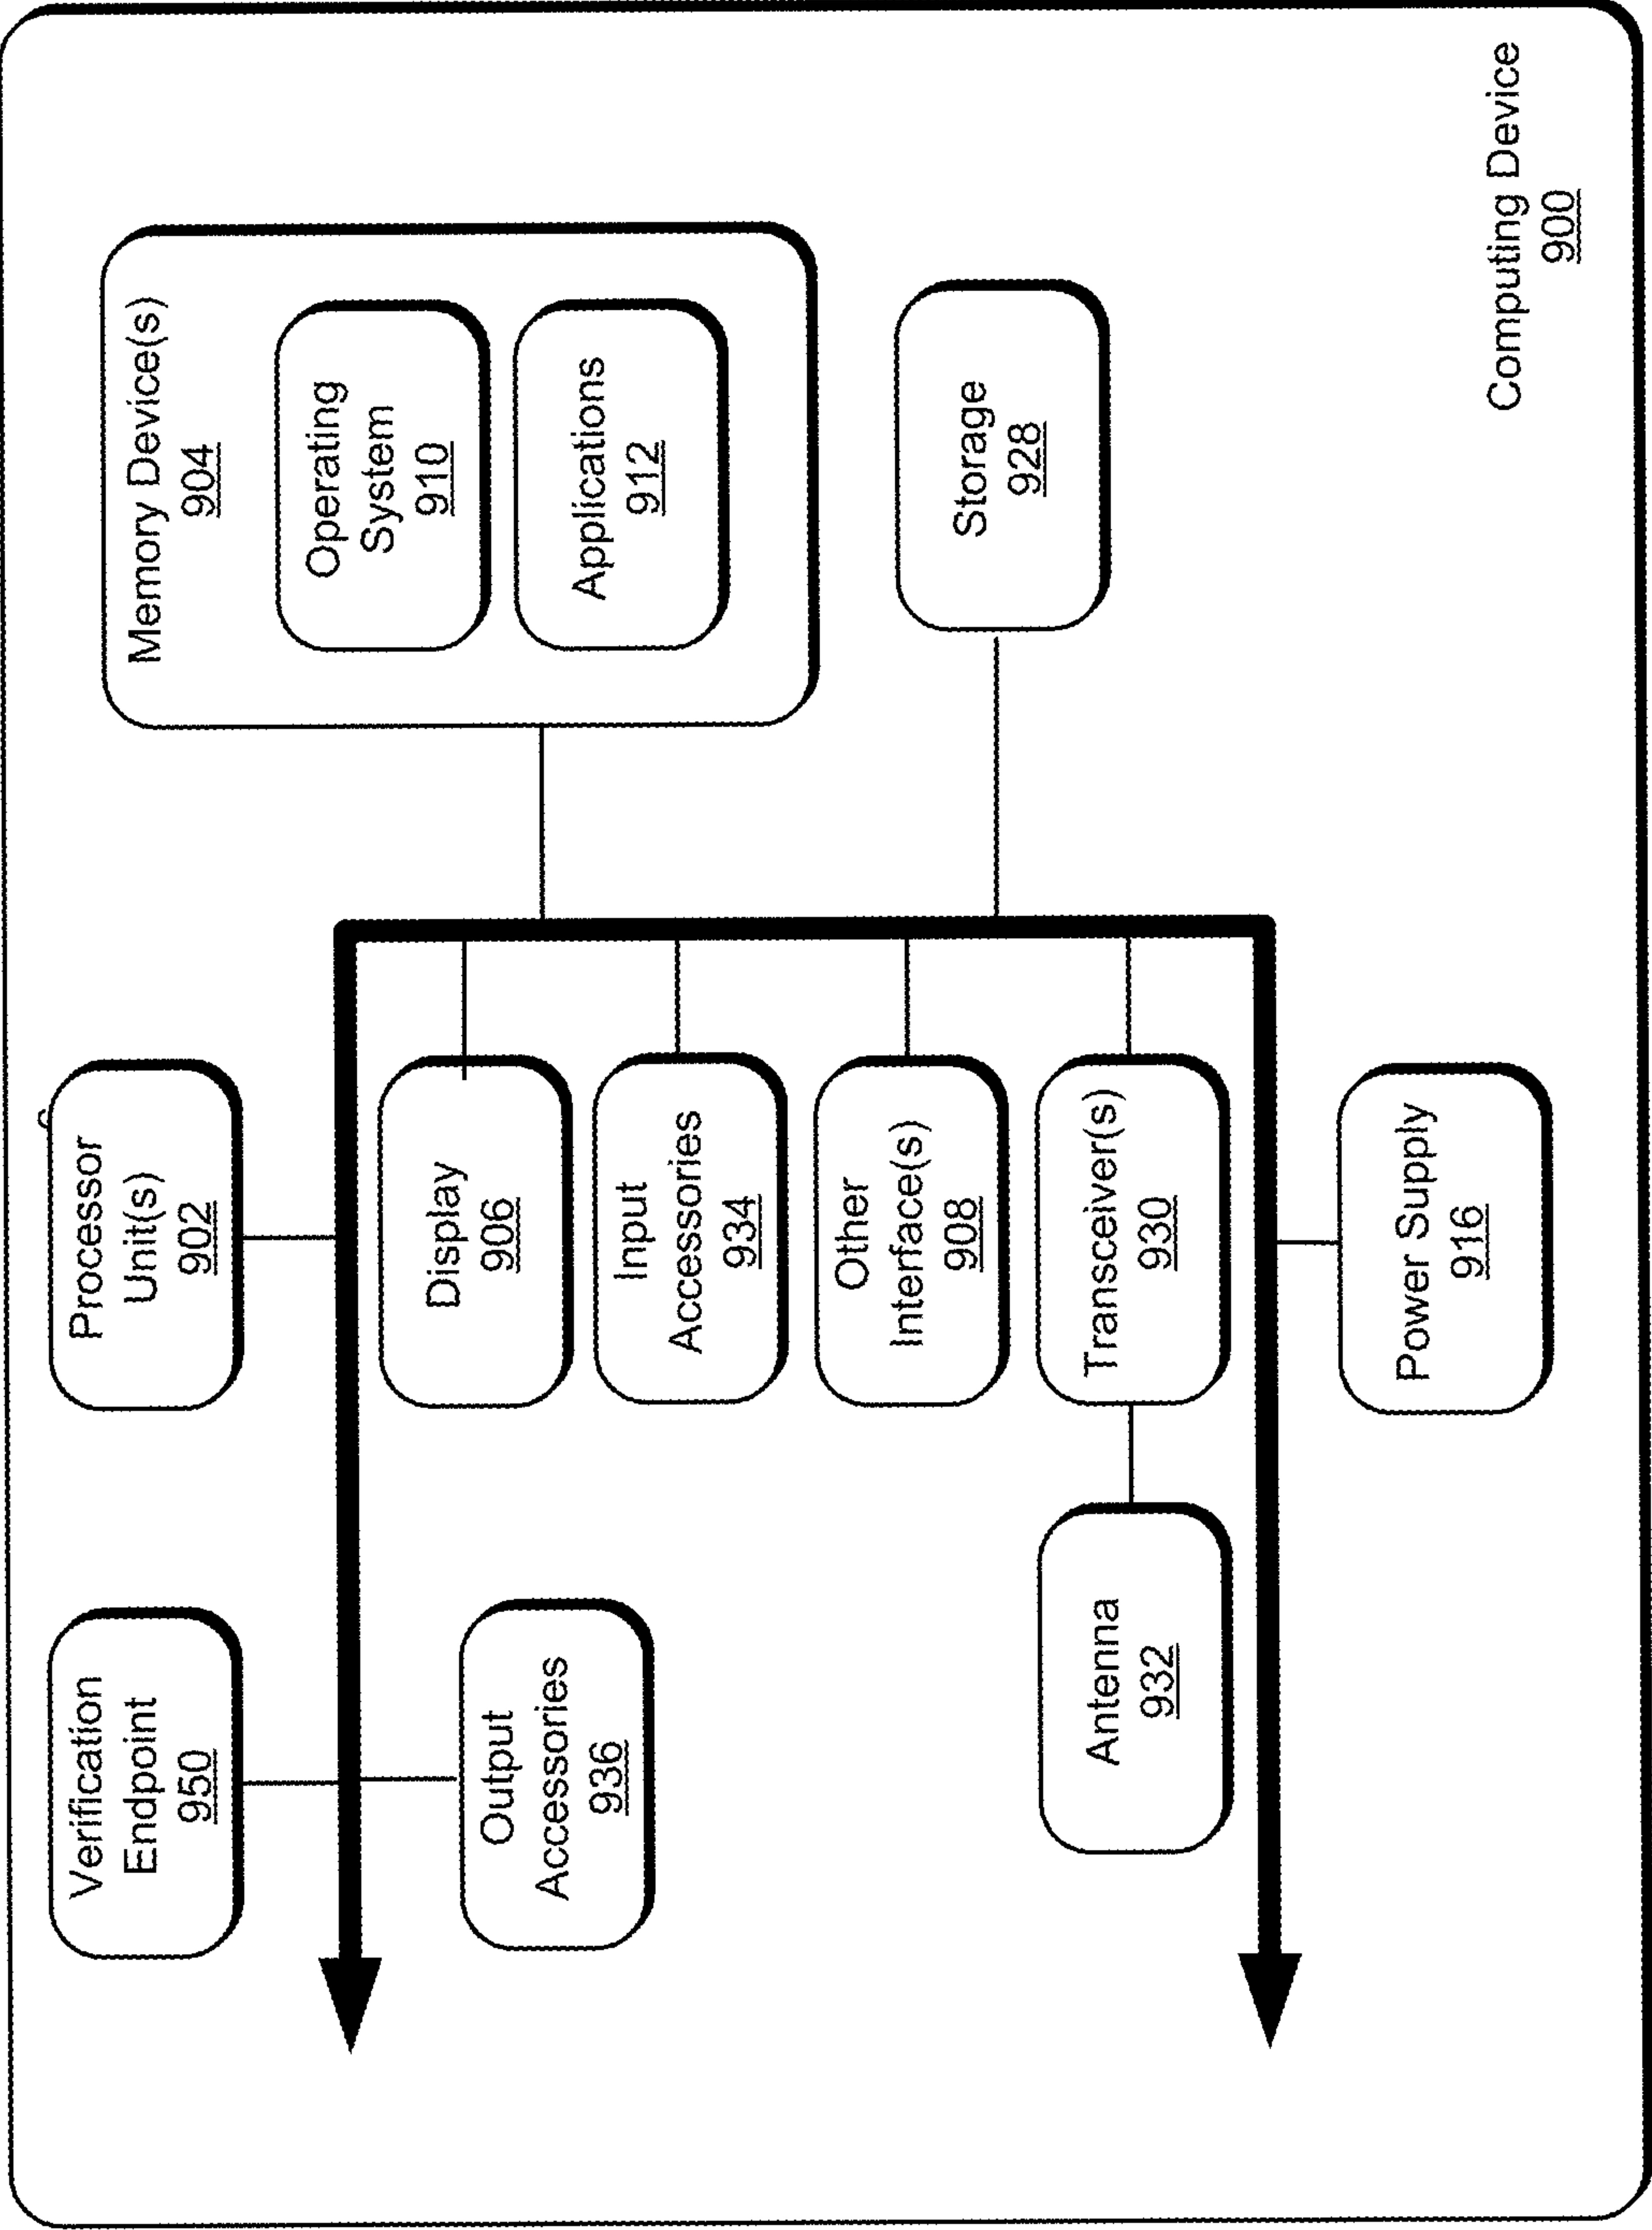 Verification
Endpoint
950
Processor
Unit(s)
902
Memory Device(s)
904
Operating
System
910
Applications
912
Display
906
Output
Accessories
936
Input
Accessories
934
Other
Interface(s)
908
Storage
928
Antenna
932
Transceiver(s)
930
Power Supply
916
Computing Device
900